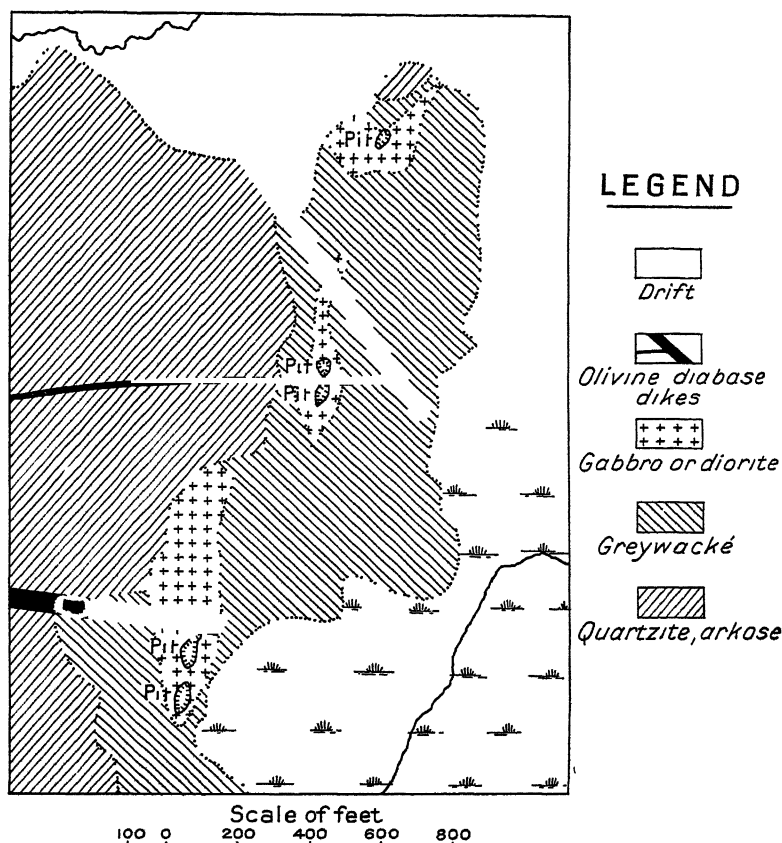 Pit
Pit
Pit
Pit
Pit
LEGEND
Drift
Olivine diabase
dikes
Gabbro or diorite
Greywacké
Quartzite, arkose
Scale of feet
100 0 200 400 600 800